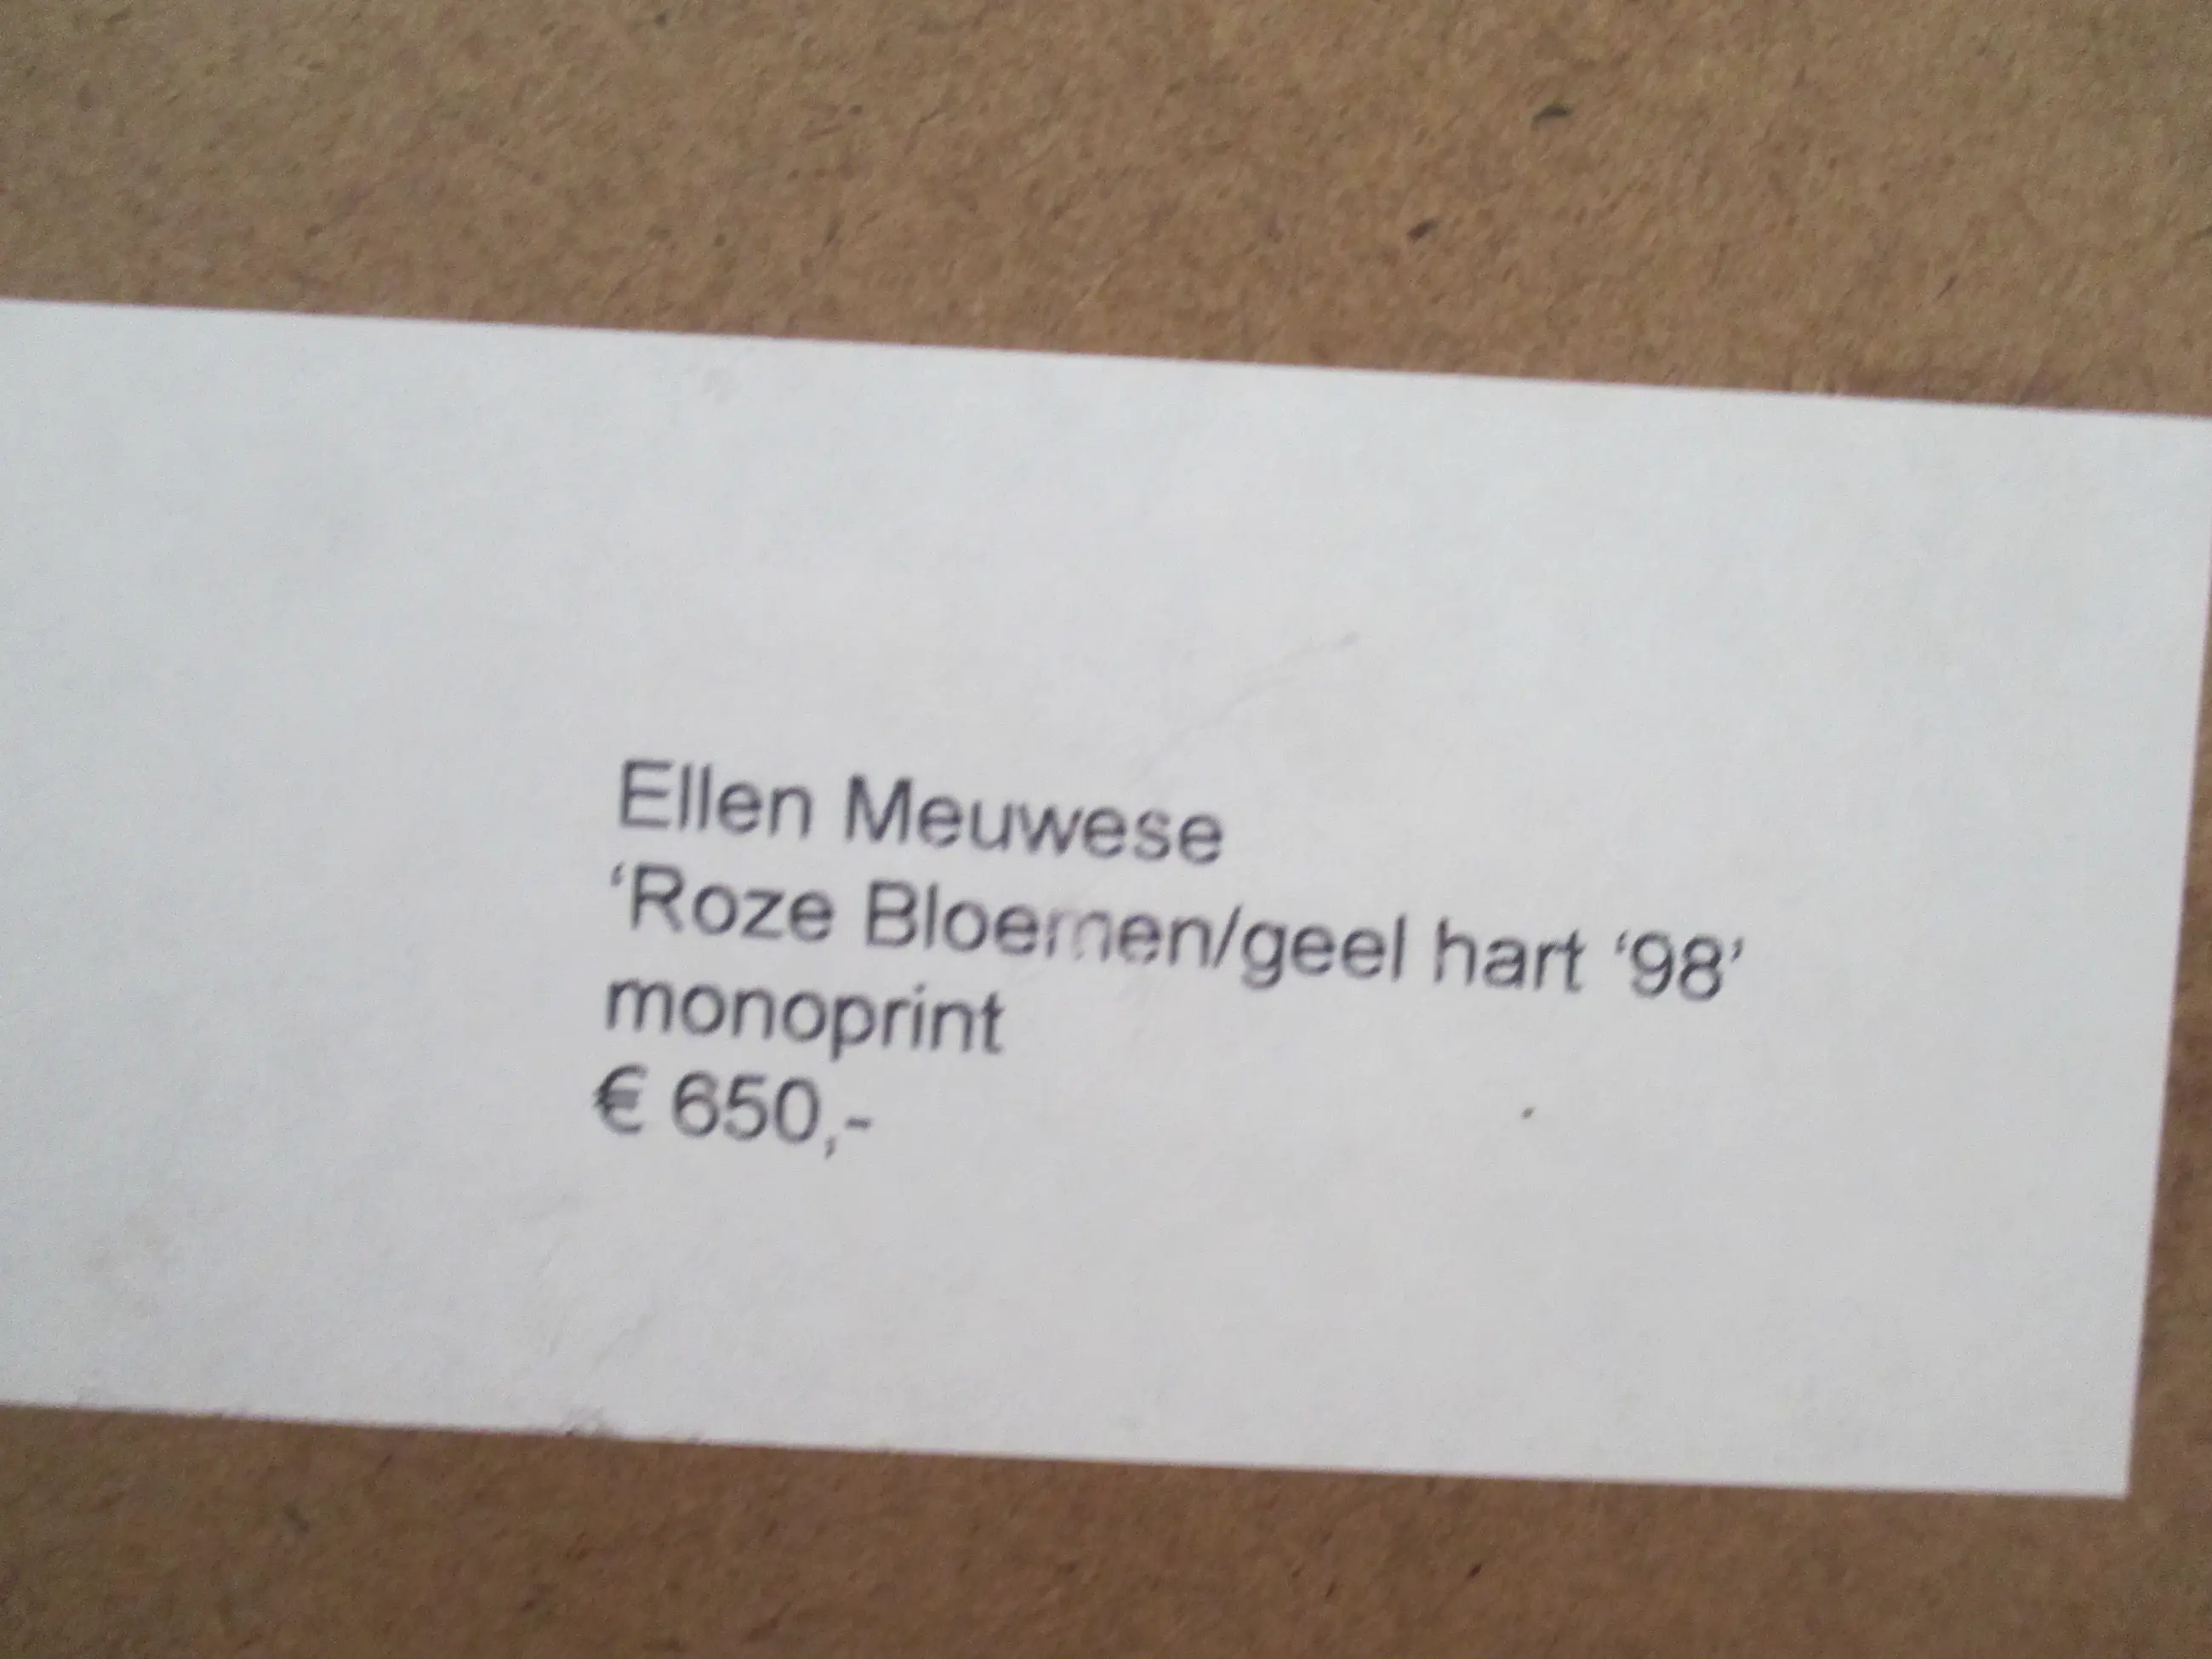 Ellen Meuwese
‘Roze Bloemen/geel hart ‘98’
monoprint
€ 650,-